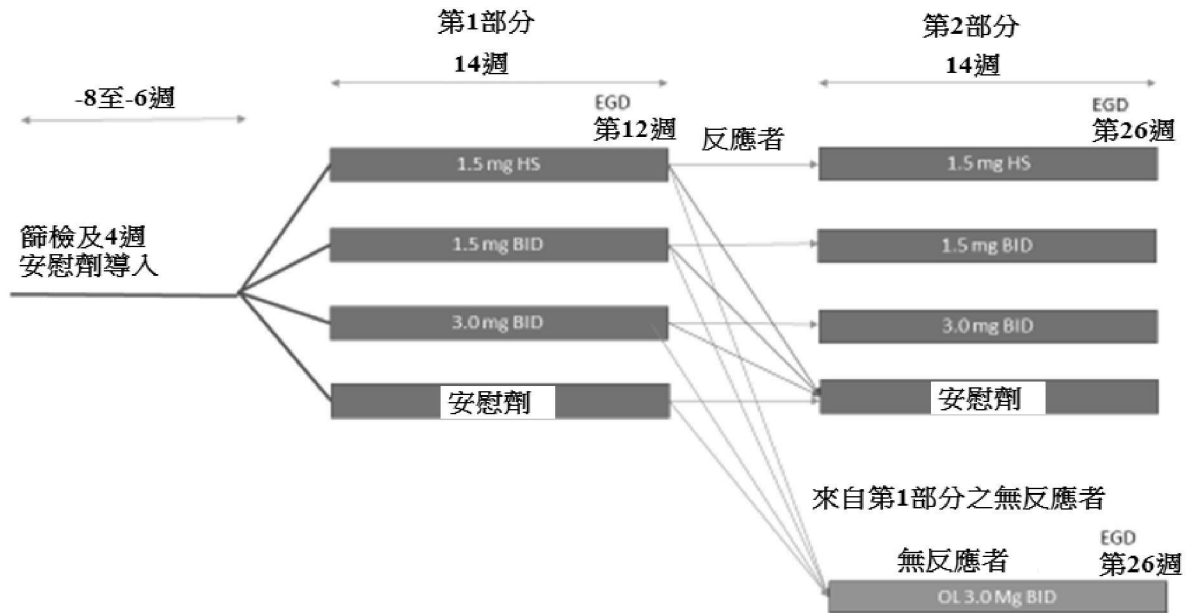 第1部分
14週
第2部分
14週
-8至-6週
EGD
第12週
EGD
第26週
反應者
1.5 mg HS
1.5 mg HS
篩檢及4週
安慰劑導入
1.5 mg BID
1.5 mg BID
3.0 mg BID
3.0 mg BID
安慰劑
安慰劑
來自第1部分之無反應者
EGD
第26週
無反應者
OL 3.0 Mg BID